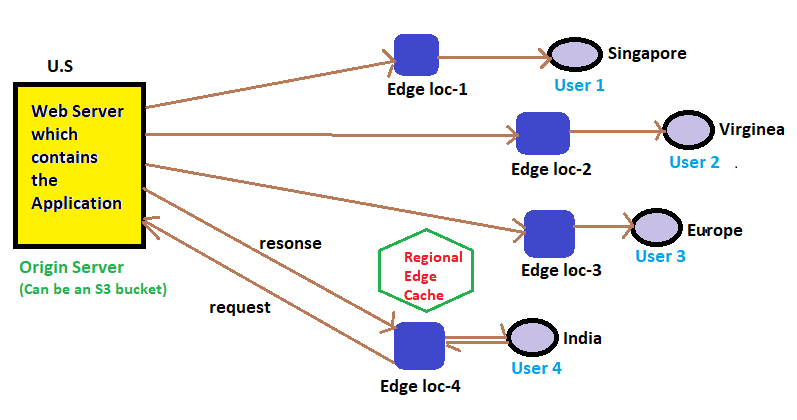 U.S
Web Server
which
contains
the
Application
Origin Server
(Can be an S3 bucket)
Edge loc-1
Singapore
User 1
Edge loc-2
Virginea
User 2
Edge loc-3
Europe
User 3
resonse
request
Regional
Edge
Cache
Edge loc-4
India
User 4